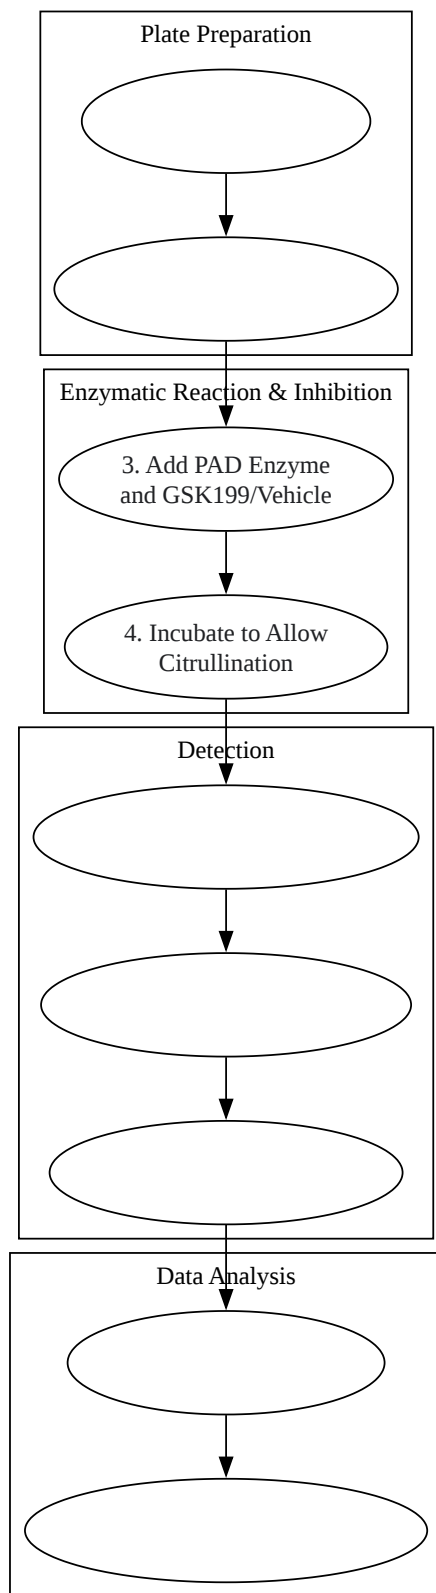 Plate Preparation
Enzymatic Reaction & Inhibition
3. Add PAD Enzyme
and GSK199/Vehicle
4. Incubate to Allow
Citrullination
Detection
Data Analysis